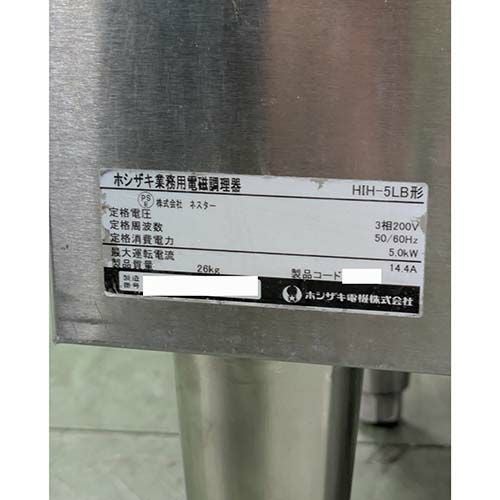 ホシザキ業務用電磁調理器 HIH-5LB形
PS E 株式会社 ネスター
定格電圧 3相200V
定格周波数 50/60Hz
定格消費電力 5.0kW
最大運転電流 14.4A
製品質量 26kg 製品コード
製造番号 ホシザキ電機株式会社